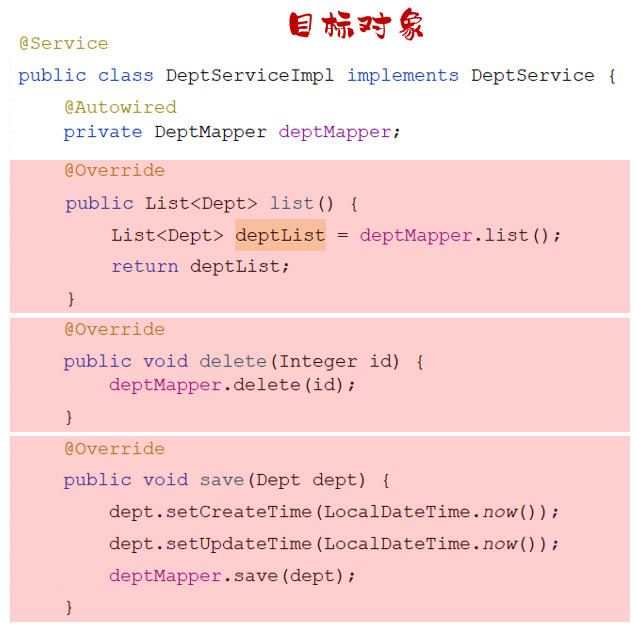 目标对象
@Service
public class DeptServiceImpl implements DeptService {
@Autowired
private DeptMapper deptMapper;
@Override
public List<Dept> list() {
List<Dept> deptList = deptMapper.list();
return deptList;
}
@Override
public void delete(Integer id) {
deptMapper.delete(id);
}
@Override
public void save(Dept dept) {
dept.setCreateTime(LocalDateTime.now());
dept.setUpdateTime(LocalDateTime.now());
deptMapper.save(dept);
}